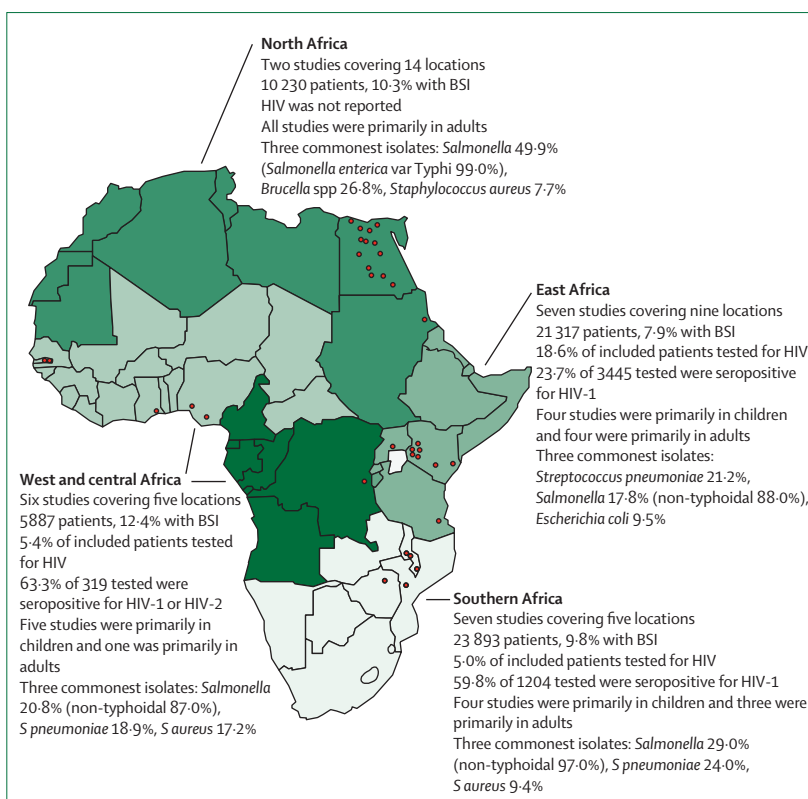 North Africa
Two studies covering 14 locations
10 230 patients, 10·3% with BSI
HIV was not reported
All studies were primarily in adults
Three commonest isolates: Salmonella 49·9%
(Salmonella enterica var Typhi 99·0%),
Brucella spp 26·8%, Staphylococcus aureus 7·7%
East Africa
Seven studies covering nine locations
21 317 patients, 7·9% with BSI
18·6% of included patients tested for HIV
23·7% of 3445 tested were seropositive
for HIV-1
Four studies were primarily in children
and four were primarily in adults
Three commonest isolates:
Streptococcus pneumoniae 21·2%,
Salmonella 17·8% (non-typhoidal 88·0%),
Escherichia coli 9·5%
West and central Africa
Six studies covering five locations
5887 patients, 12·4% with BSI
5·4% of included patients tested
for HIV
63·3% of 319 tested were
seropositive for HIV-1 or HIV-2
Five studies were primarily in
children and one was primarily in
adults
Three commonest isolates: Salmonella
20·8% (non-typhoidal 87·0%),
S pneumoniae 18·9%, S aureus 17·2%
Southern Africa
Seven studies covering five locations
23 893 patients, 9·8% with BSI
5·0% of included patients tested for HIV
59·8% of 1204 tested were seropositive for HIV-1
Four studies were primarily in children and three were
primarily in adults
Three commonest isolates: Salmonella 29·0%
(non-typhoidal 97·0%), S pneumoniae 24·0%,
S aureus 9·4%